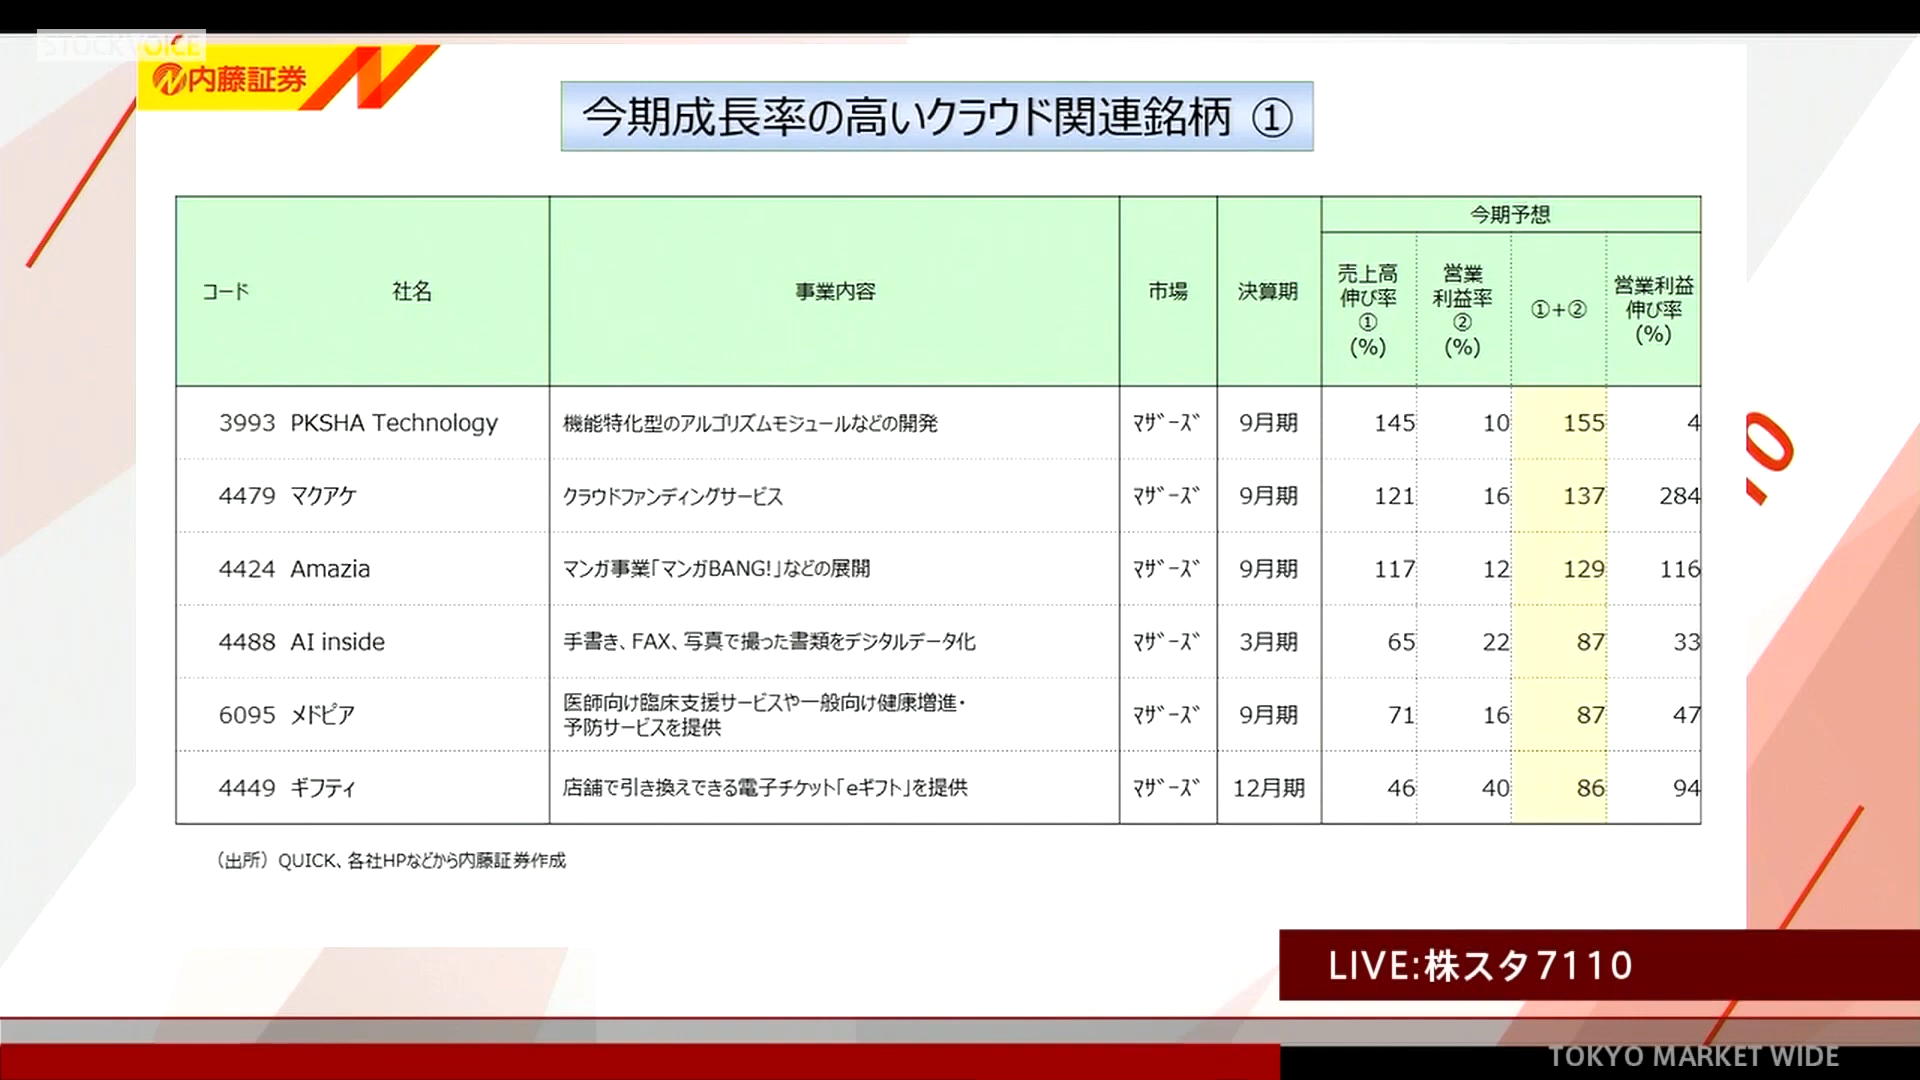 STOCKVOICE
内藤証券
今期成長率の高いクラウド関連銘柄 ①
コード 社名 事業内容 市場 決算期 今期予想
売上高伸び率①(%) 営業利益率②(%) ①+② 営業利益伸び率(%)
3993 PKSHA Technology 機能特化型のアルゴリズムモジュールなどの開発 ﾏｻﾞｰｽﾞ 9月期 145 10 155 4
4479 マクアケ クラウドファンディングサービス ﾏｻﾞｰｽﾞ 9月期 121 16 137 284
4424 Amazia マンガ事業「マンガBANG!」などの展開 ﾏｻﾞｰｽﾞ 9月期 117 12 129 116
4488 AI inside 手書き、FAX、写真で撮った書類をデジタルデータ化 ﾏｻﾞｰｽﾞ 3月期 65 22 87 33
6095 メドピア 医師向け臨床支援サービスや一般向け健康増進・
予防サービスを提供 ﾏｻﾞｰｽﾞ 9月期 71 16 87 47
4449 ギフティ 店舗で引き換えできる電子チケット「eギフト」を提供 ﾏｻﾞｰｽﾞ 12月期 46 40 86 94
（出所）QUICK、各社HPなどから内藤証券作成
10
LIVE:株スタ7110
TOKYO MARKET WIDE